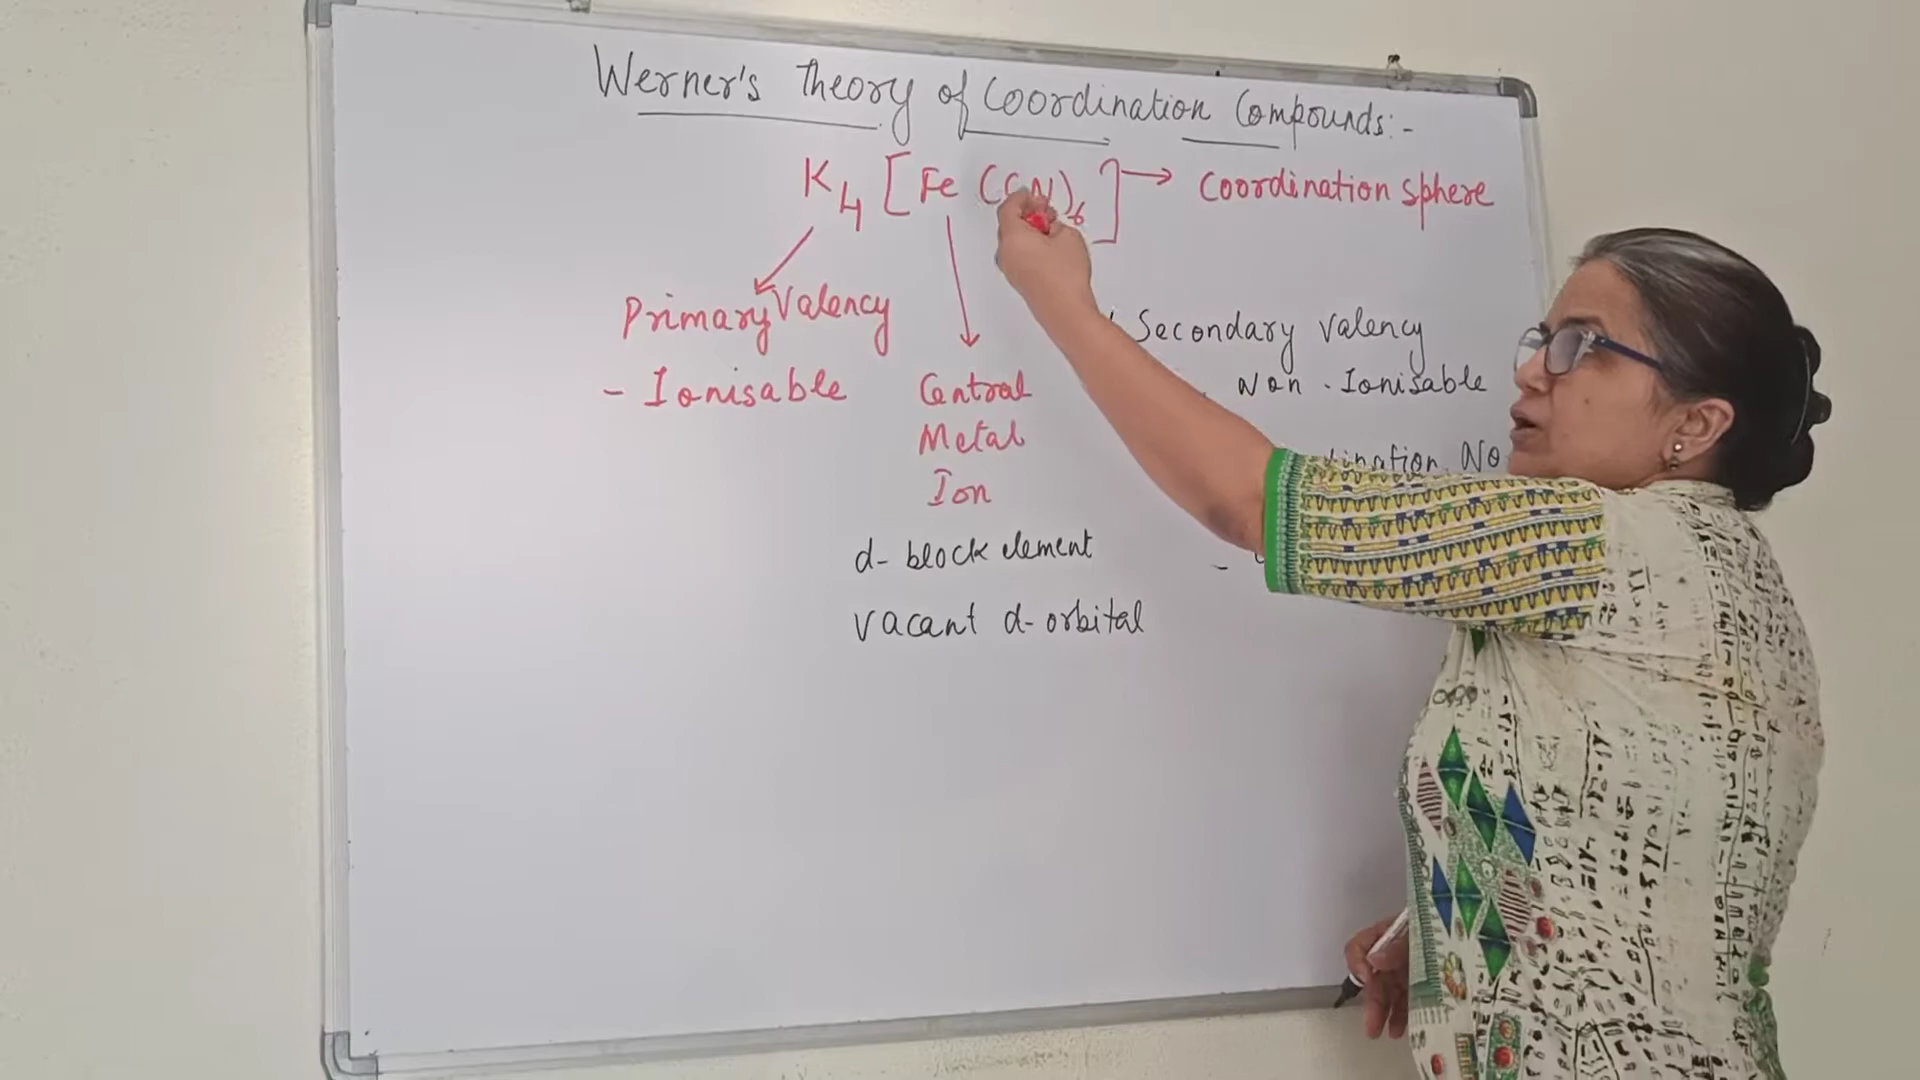 Werner's Theory of Coordination Compounds:-
K4 [Fe (CN)6] → Coordination Sphere
Primary Valency
Secondary Valency
- Ionisable
Non - Ionisable
Central
Metal
Ion
No
d- block element
vacant d- orbital